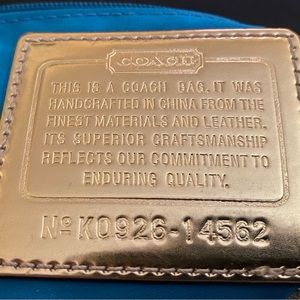 COACH
THIS IS A COACH BAG. IT WAS
HANDCRAFTED IN CHINA FROM THE
FINEST MATERIALS AND LEATHER.
ITS SUPERIOR CRAFTSMANSHIP
REFLECTS OUR COMMITMENT TO
ENDURING QUALITY.
Nº K0926-14562